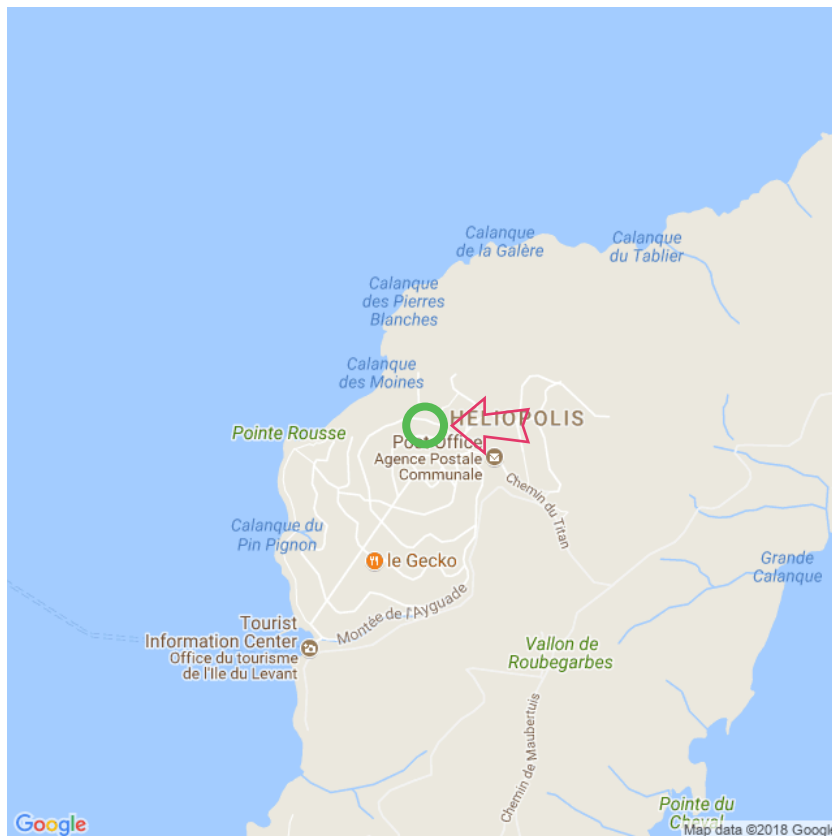 Calanque
de la Galère
Calanque
du Tablier
Calanque
des Pierres
Blanches
Calanque
des Moines
HELIOPOLIS
Pointe Rousse
Post Office
Agence Postale
Communale
Chemin du Titan
Calanque du
Pin Pignon
le Gecko
Grande
Calanque
Montée de l'Ayguade
Tourist
Information Center
Office du tourisme
de l'Ile du Levant
Vallon de
Roubegarbes
Chemin de Maubertuis
Pointe du
Cheval
Google
Map data ©2018 Google